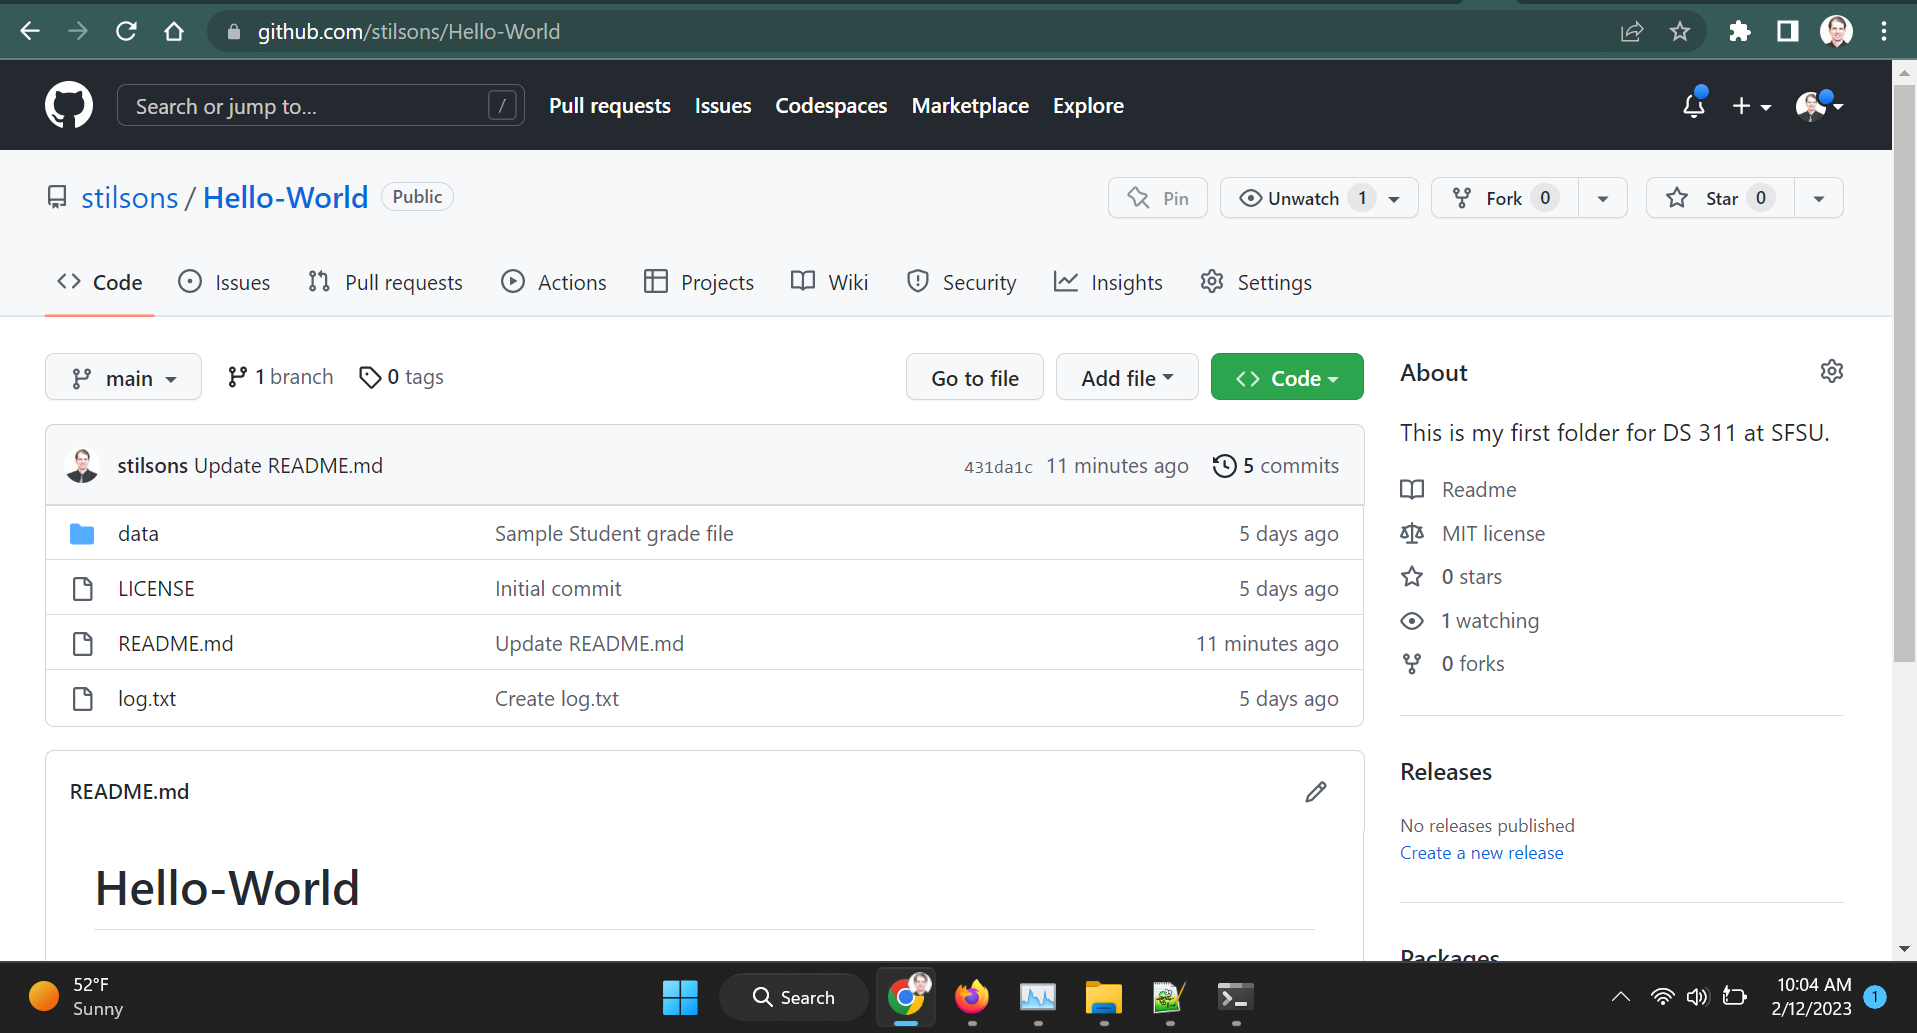 github.com/stilsons/Hello-World
Search or jump to... /
Pull requests Issues Codespaces Marketplace Explore
stilsons / Hello-World Public
Pin Unwatch 1 Fork 0 Star 0
Code Issues Pull requests Actions Projects Wiki Security Insights Settings
main 1 branch 0 tags Go to file Add file Code
stilsons Update README.md 431da1c 11 minutes ago 5 commits
data Sample Student grade file 5 days ago
LICENSE Initial commit 5 days ago
README.md Update README.md 11 minutes ago
log.txt Create log.txt 5 days ago
README.md
Hello-World
About
This is my first folder for DS 311 at SFSU.
Readme
MIT license
0 stars
1 watching
0 forks
Releases
No releases published
Create a new release
Packages
52°F
Sunny
Search
10:04 AM
2/12/2023
1